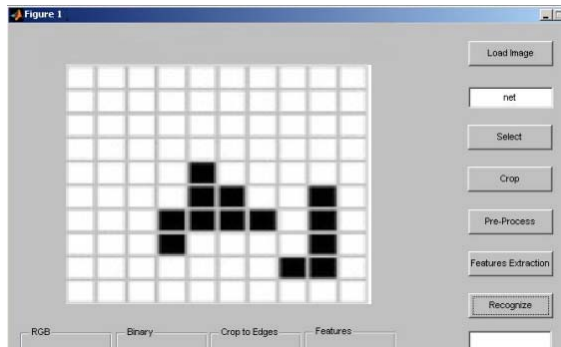 Figure 1
Load Image
net
Select
Crop
Pre-Process
Features Extraction
Recognize
RGB
Binary
Crop to Edges
Features